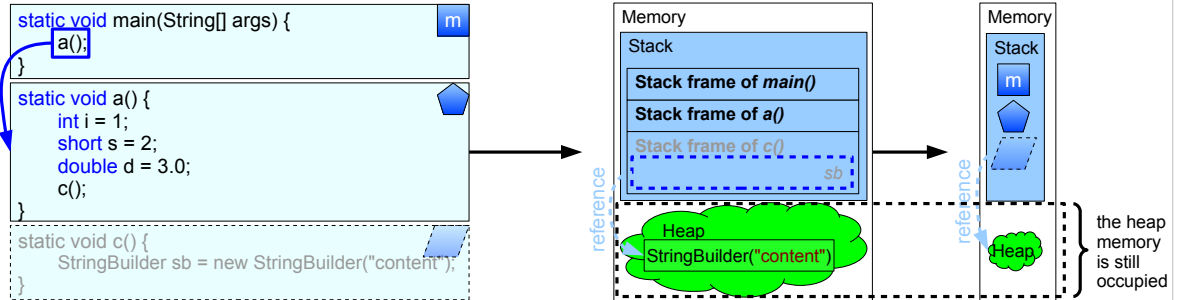 static void main(String[] args) {
a();
}
m
static void a() {
int i = 1;
short s = 2;
double d = 3.0;
c();
}
static void c() {
StringBuilder sb = new StringBuilder("content");
}
Memory
Stack
Stack frame of main()
Stack frame of a()
Stack frame of c()
sb
reference
Heap
StringBuilder("content")
Memory
Stack
m
reference
Heap
the heap
memory
is still
occupied